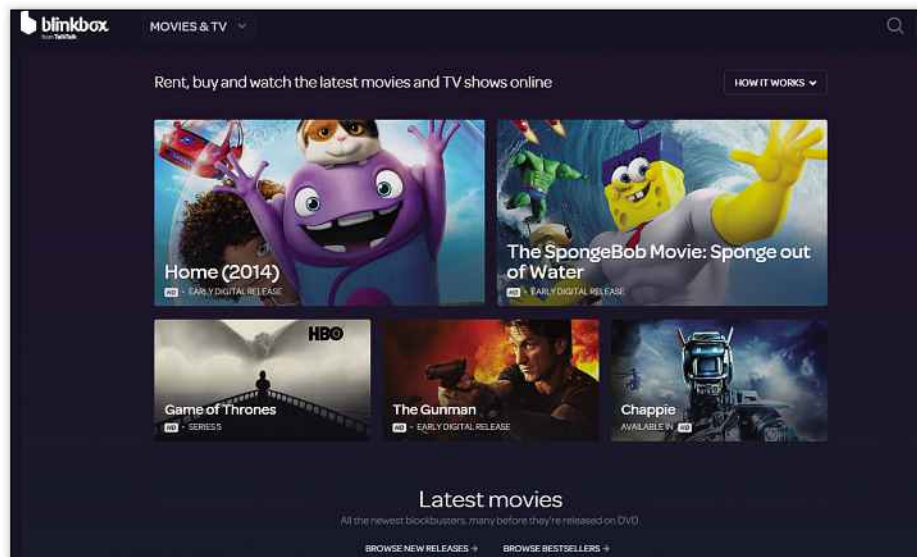 blinkbox
from TalkTalk
MOVIES & TV
Rent, buy and watch the latest movies and TV shows online
HOW IT WORKS
Home (2014)
HD - EARLY DIGITAL RELEASE
The SpongeBob Movie: Sponge out
of Water
HD - EARLY DIGITAL RELEASE
HBO
Game of Thrones
HD - SERIES 5
The Gunman
HD - EARLY DIGITAL RELEASE
Chappie
AVAILABLE IN HD
Latest movies
All the newest blockbusters, many before they're released on DVD
BROWSE NEW RELEASES →
BROWSE BESTSELLERS →